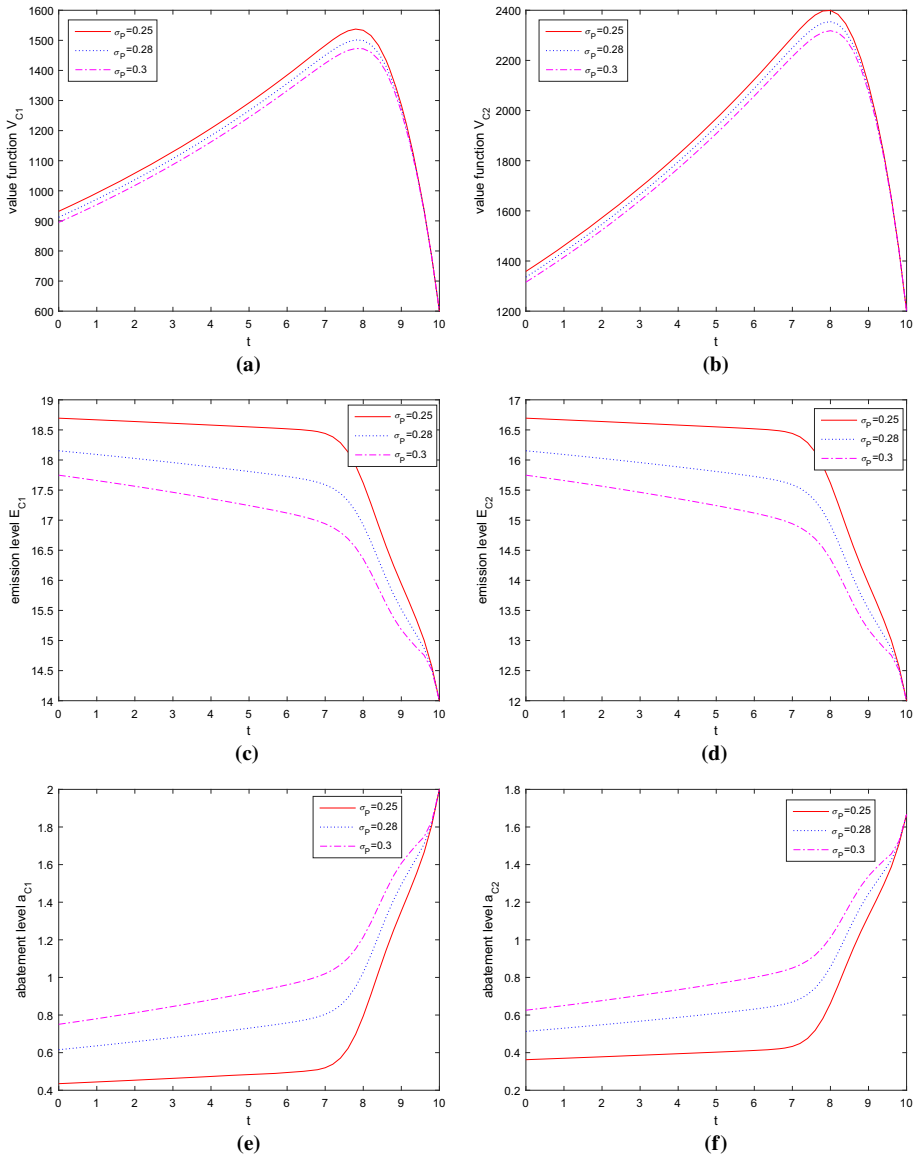 1600
1500
1400
1300
1200
1100
1000
900
800
700
600
value function V_C1
σ_P=0.25
σ_P=0.28
σ_P=0.3
0 1 2 3 4 5 6 7 8 9 10
t
(a)
2400
2200
2000
1800
1600
1400
1200
value function V_C2
σ_P=0.25
σ_P=0.28
σ_P=0.3
0 1 2 3 4 5 6 7 8 9 10
t
(b)
19
18.5
18
17.5
17
16.5
16
15.5
15
14.5
14
emission level E_C1
σ_P=0.25
σ_P=0.28
σ_P=0.3
0 1 2 3 4 5 6 7 8 9 10
t
(c)
17
16.5
16
15.5
15
14.5
14
13.5
13
12.5
12
emission level E_C2
σ_P=0.25
σ_P=0.28
σ_P=0.3
0 1 2 3 4 5 6 7 8 9 10
t
(d)
2
1.8
1.6
1.4
1.2
1
0.8
0.6
0.4
abatement level a_C1
σ_P=0.25
σ_P=0.28
σ_P=0.3
0 1 2 3 4 5 6 7 8 9 10
t
(e)
1.8
1.6
1.4
1.2
1
0.8
0.6
0.4
0.2
abatement level a_C2
σ_P=0.25
σ_P=0.28
σ_P=0.3
0 1 2 3 4 5 6 7 8 9 10
t
(f)